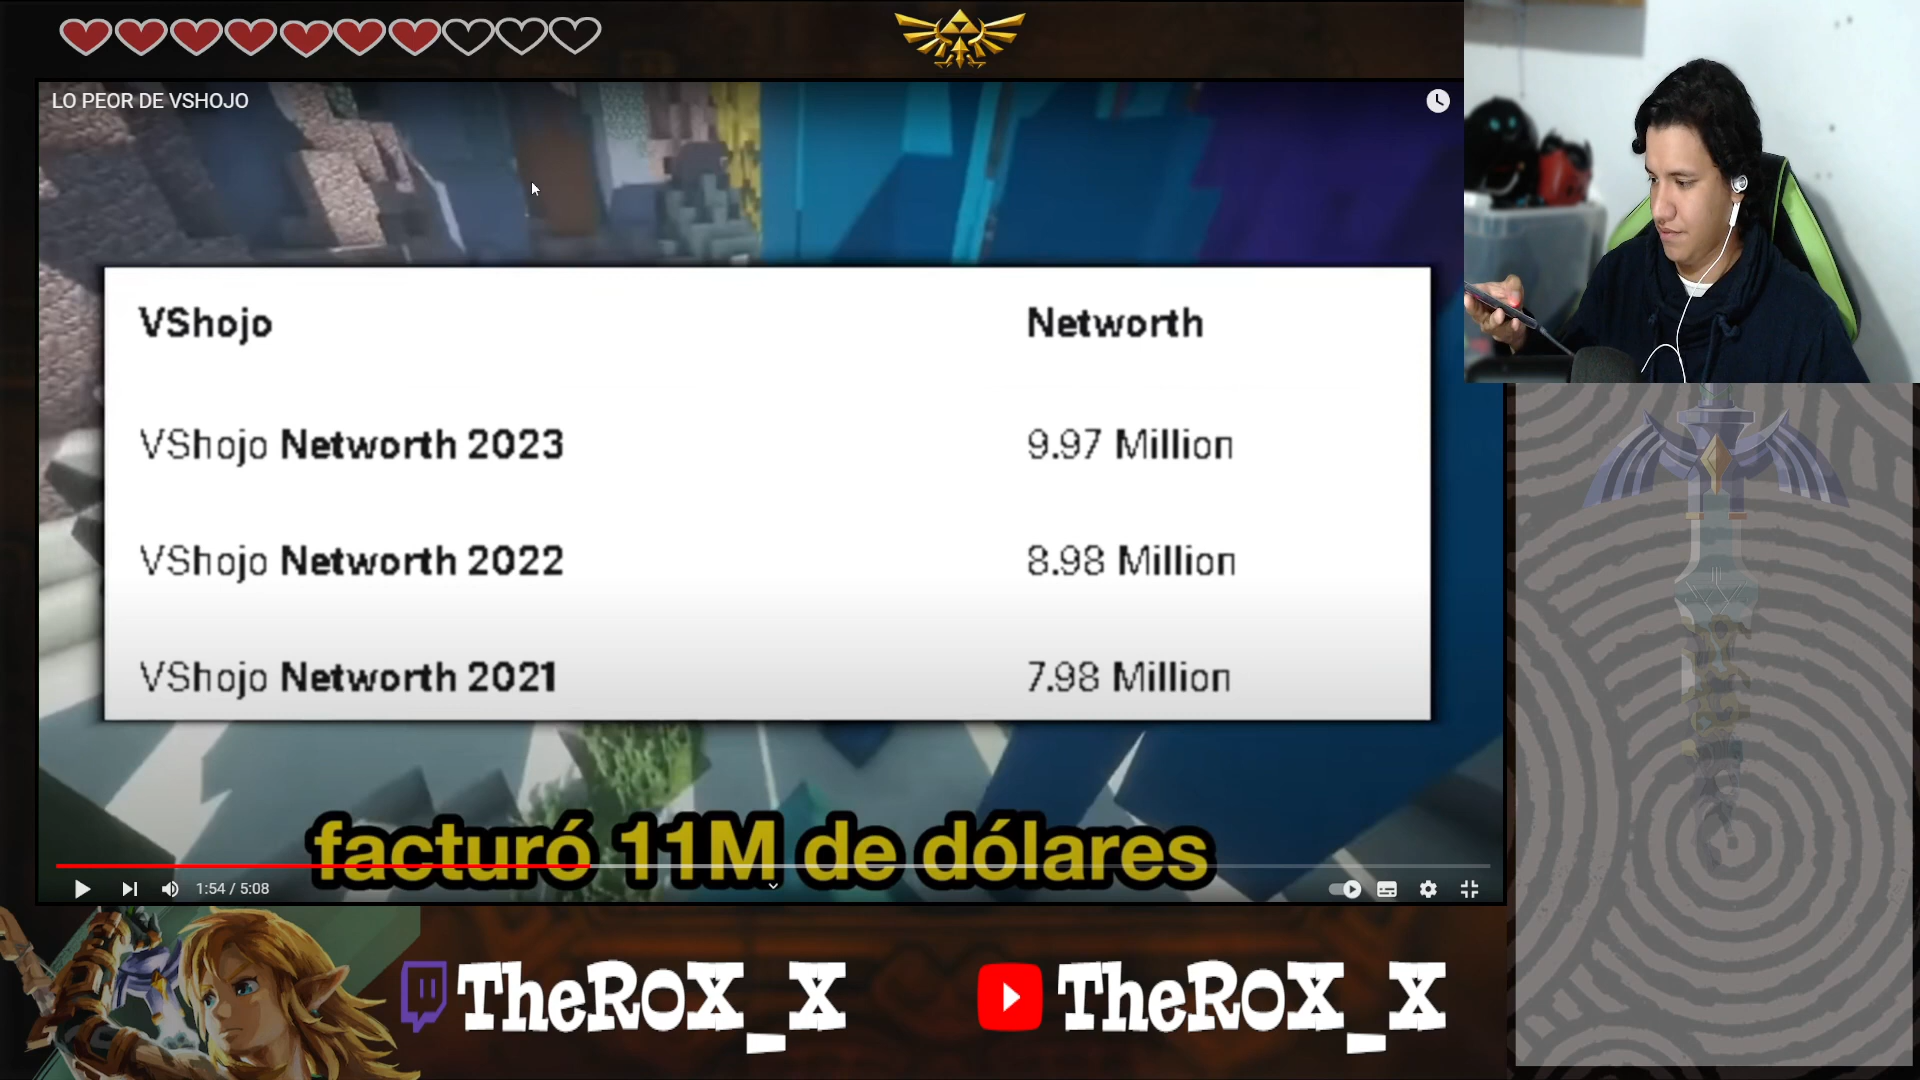 LO PEOR DE VSHOJO
VShojo Networth
VShojo Networth 2023 9.97 Million
VShojo Networth 2022 8.98 Million
VShojo Networth 2021 7.98 Million
facturó 11M de dólares
1:54 / 5:08
TheROX_X TheROX_X